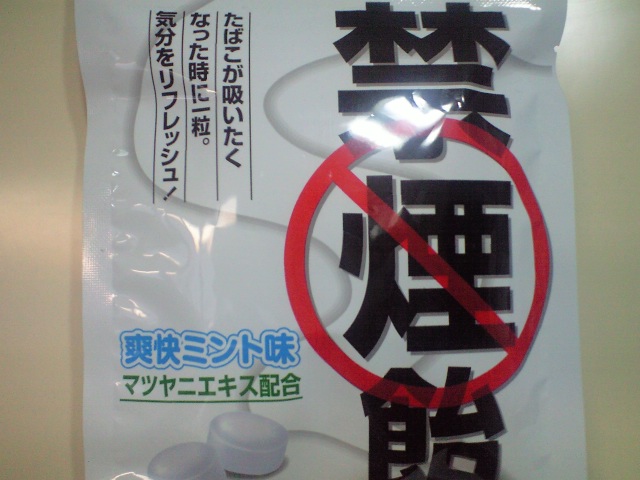 禁煙飴
たばこが吸いたく
なった時に一粒。
気分をリフレッシュ!
爽快ミント味
マツヤニエキス配合